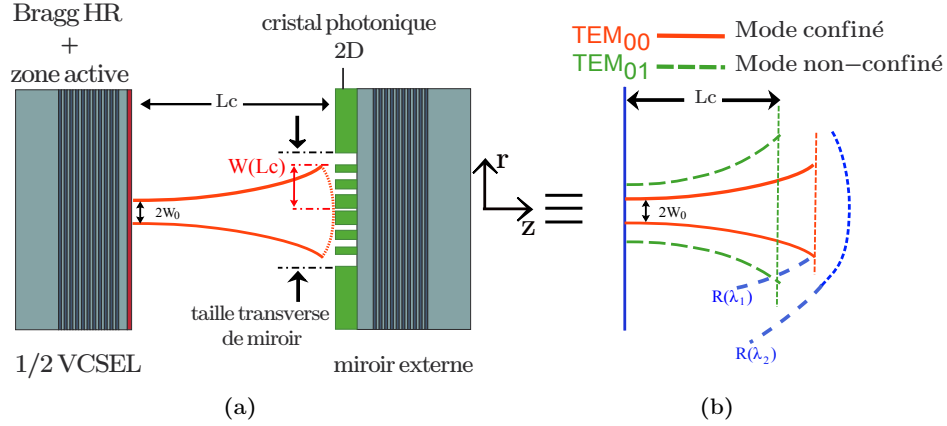 Bragg HR
+
zone active
cristal photonique
2D
Lc
W(Lc)
2W0
r
z
taille transverse
de miroir
1/2 VCSEL
miroir externe
(a)
TEM00
Mode confiné
TEM01
Mode non-confiné
Lc
2W0
R(λ1)
R(λ2)
(b)